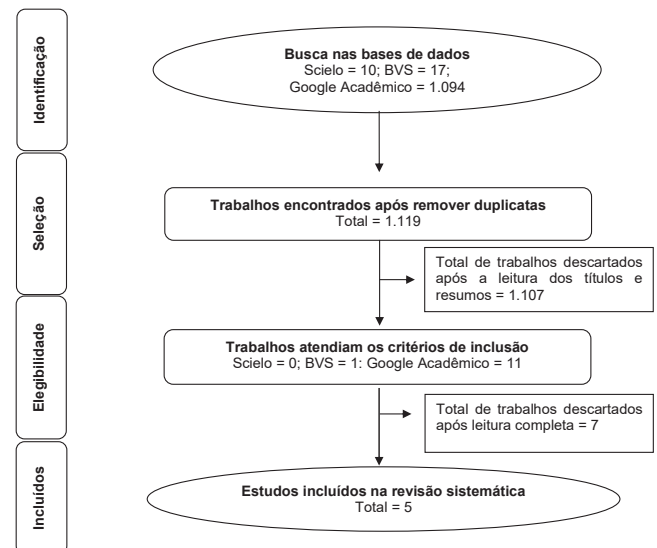 Identificação
Busca nas bases de dados
Scielo = 10; BVS = 17;
Google Acadêmico = 1.094
Seleção
Trabalhos encontrados após remover duplicatas
Total = 1.119
Total de trabalhos descartados
após a leitura dos títulos e
resumos = 1.107
Elegibilidade
Trabalhos atendiam os critérios de inclusão
Scielo = 0; BVS = 1: Google Acadêmico = 11
Total de trabalhos descartados
após leitura completa = 7
Incluídos
Estudos incluídos na revisão sistemática
Total = 5